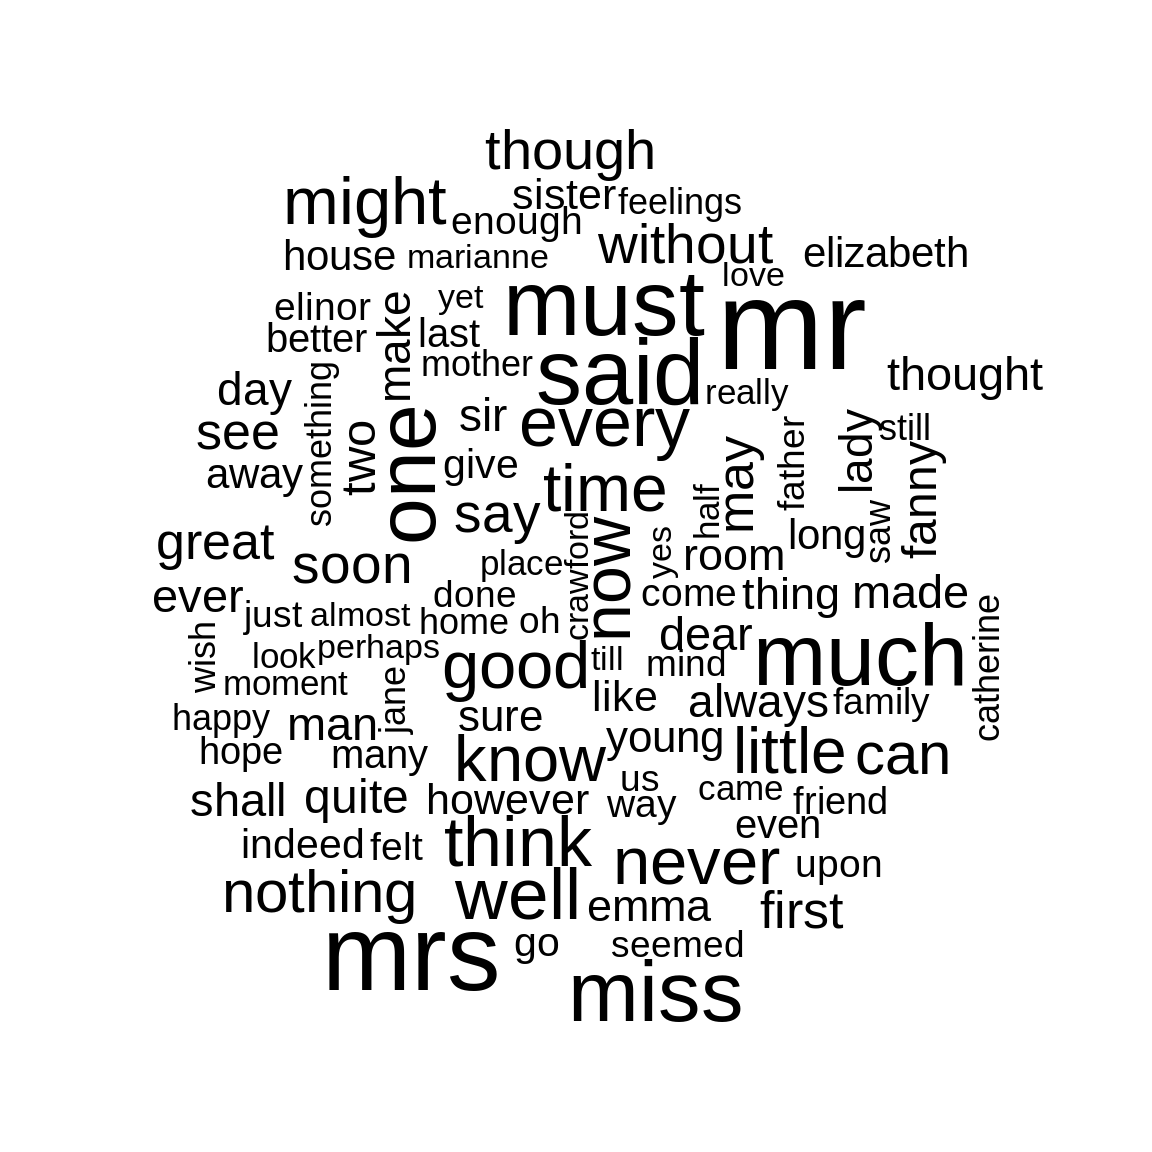 though
might sister feelings
enough
house marianne without elizabeth
love
elinor yet must mr
better make last said
mother thought
day something really
see two one sir every still
away give father lady
great say time half may fanny
soon place crawford now yes room long saw
ever just almost done come thing made
home oh
wish look perhaps good till mind dear much catherine
moment jane like always family
happy man sure young
hope many know little can
us
shall quite however way came friend
even
indeed felt think never upon
nothing well emma first
mrs go seemed
miss